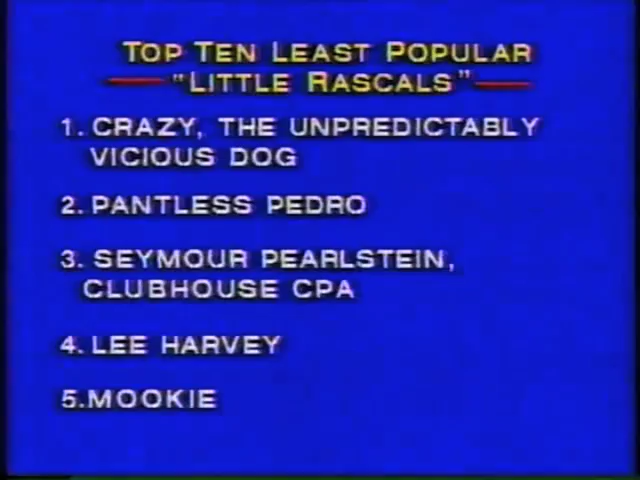 TOP TEN LEAST POPULAR
"LITTLE RASCALS"
1. CRAZY, THE UNPREDICTABLY
VICIOUS DOG
2. PANTLESS PEDRO
3. SEYMOUR PEARLSTEIN,
CLUBHOUSE CPA
4. LEE HARVEY
5.MOOKIE